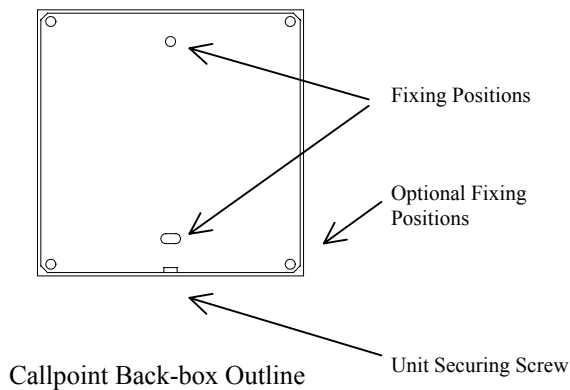 Fixing Positions
Optional Fixing
Positions
Unit Securing Screw
Callpoint Back-box Outline